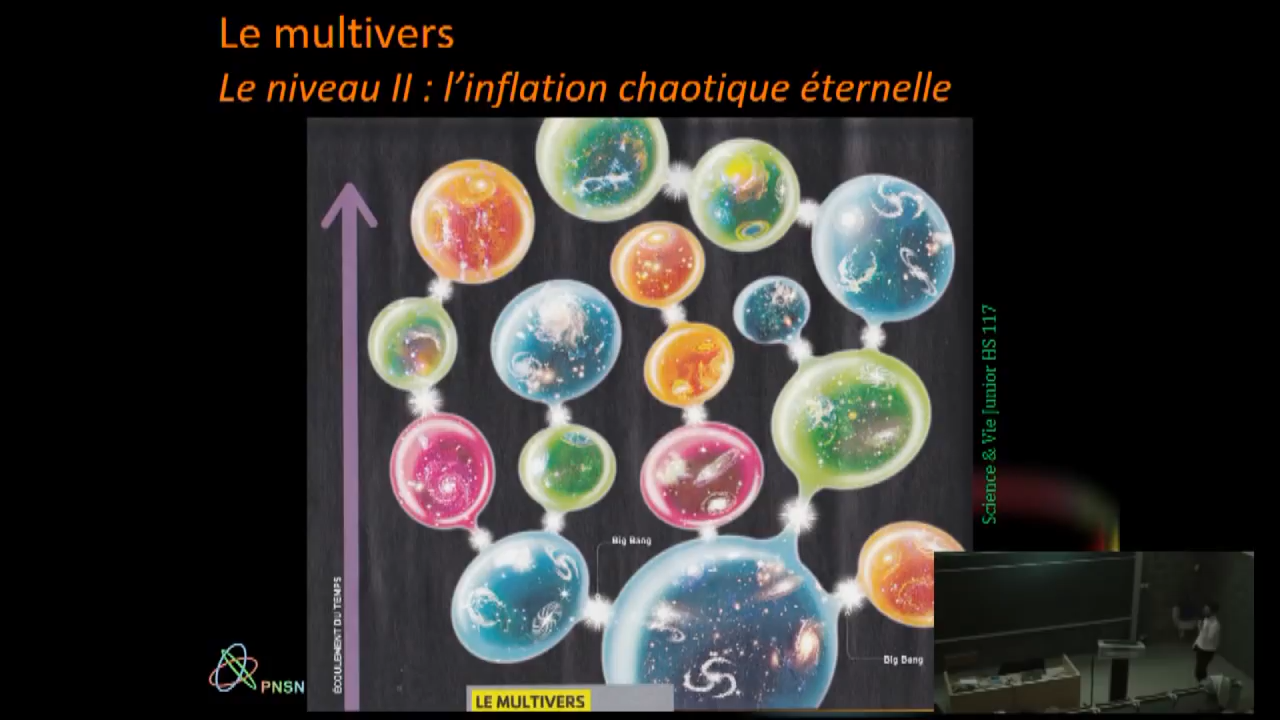 Le multivers
Le niveau II : l'inflation chaotique éternelle
ÉCOULEMENT DU TEMPS
Big Bang
Big Bang
Science & Vie Junior HS 117
PNSN
LE MULTIVERS